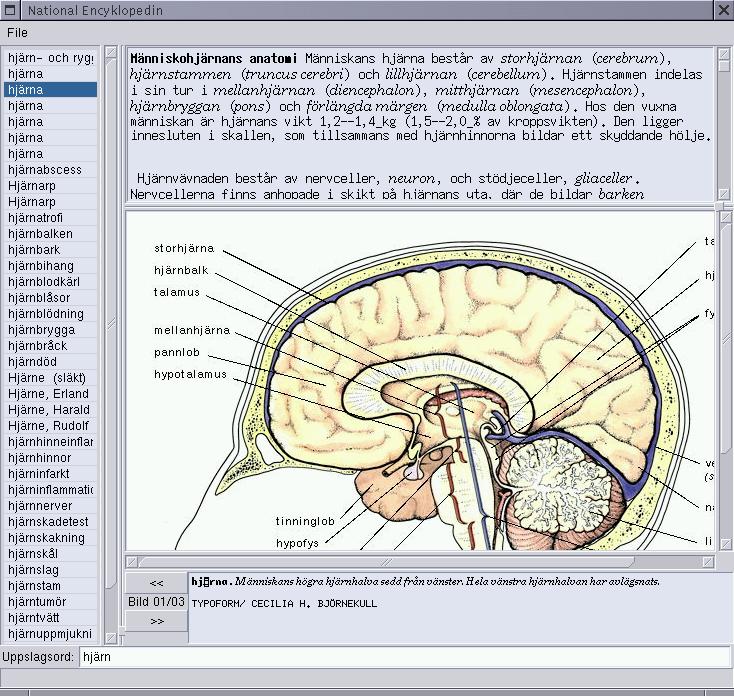 National Encyklopedin
File
hjärn- och rygg
hjärna
hjärna
hjärna
hjärna
hjärna
hjärna
hjärnabscess
Hjärnarp
Hjärnarp
hjärnatrofi
hjärnbalken
hjärnbark
hjärnbihang
hjärnblodkärl
hjärnblåsor
hjärnblödning
hjärnbrygga
hjärnbråck
hjärndöd
Hjärne (släkt)
Hjärne, Erland
Hjärne, Harald
Hjärne, Rudolf
hjärnhinneinflar
hjärnhinnor
hjärninfarkt
hjärninflammatic
hjärnnerver
hjärnskadetest
hjärnskakning
hjärnskål
hjärnslag
hjärnstam
hjärntumör
hjärntvätt
hjärnuppmjukni
Människohjärnans anatomi Människans hjärna består av storhjärnan (cerebrum),
hjärnstammen (truncus cerebri) och lillhjärnan (cerebellum). Hjärnstammen indelas
i sin tur i mellanhjärnan (diencephalon), mitthjärnan (mesencephalon),
hjärnbryggan (pons) och förlängda märgen (medulla oblongata). Hos den vuxna
människan är hjärnans vikt 1,2--1,4_kg (1,5--2,0_% av kroppsvikten). Den ligger
innesluten i skallen, som tillsammans med hjärnhinnorna bildar ett skyddande hölje.
Hjärnvävnaden består av nervceller, neuron, och stödjeceller, gliaceller.
Nervcellerna finns anhopade i skikt på hjärnans yta, där de bildar barken
storhjärna
hjärnbalk
talamus
mellanhjärna
pannlob
hypotalamus
tinninglob
hypofys
ta
hj
fy
ve
(s
na
li
<<
Bild 01/03
>>
hjärna. Människans högra hjärnhalva sedd från vänster. Hela vänstra hjärnhalvan har avlägsnats.
TYPOFORM/ CECILIA H. BJÖRNEKULL
Uppslagsord: hjärn